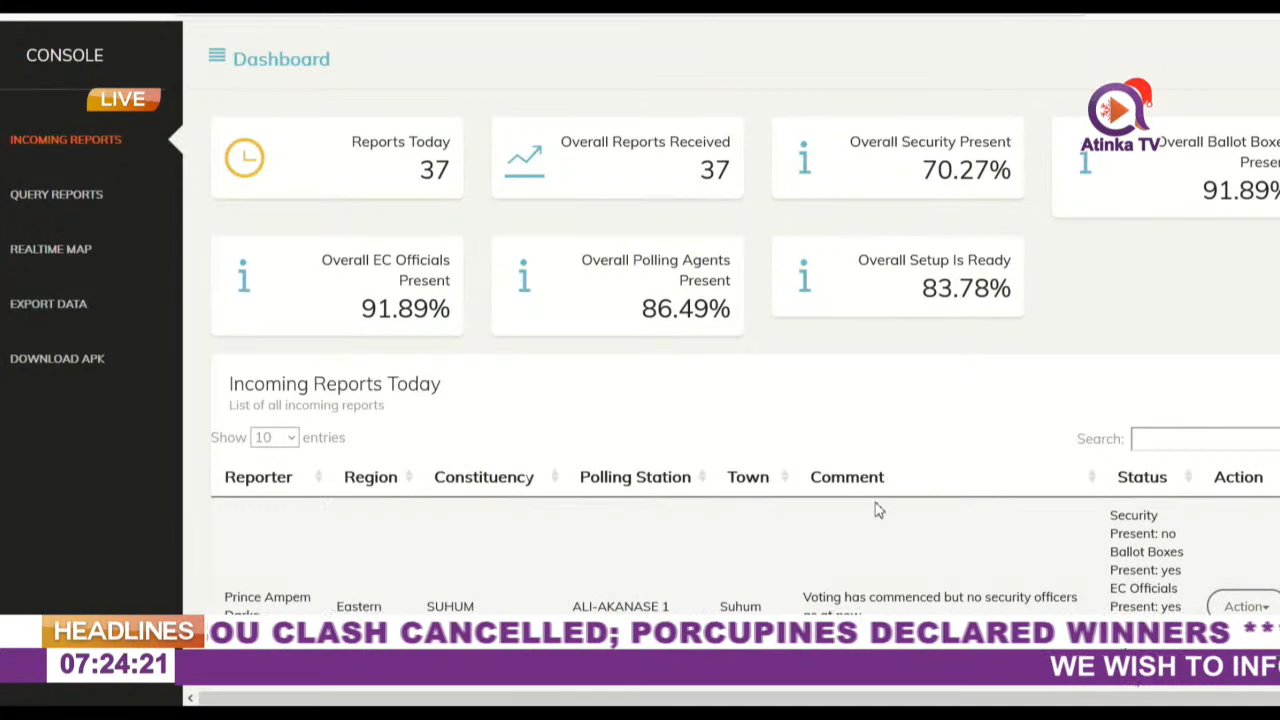 CONSOLE
LIVE
INCOMING REPORTS
QUERY REPORTS
REALTIME MAP
EXPORT DATA
DOWNLOAD APK
Dashboard
Reports Today
37
Overall Reports Received
37
Overall Security Present
70.27%
Overall Ballot Boxe
Presen
91.89%
Atinka TV
Overall EC Officials
Present
91.89%
Overall Polling Agents
Present
86.49%
Overall Setup Is Ready
83.78%
Incoming Reports Today
List of all incoming reports
Show 10 entries
Search:
Reporter Region Constituency Polling Station Town Comment Status Action
Security
Present: no
Ballot Boxes
Present: yes
EC Officials
Present: yes
Prince Ampem
Eastern SUHUM ALI-AKANASE 1 Suhum
Voting has commenced but no security officers
Action
HEADLINES
OU CLASH CANCELLED; PORCUPINES DECLARED WINNERS **
07:24:21
WE WISH TO INF